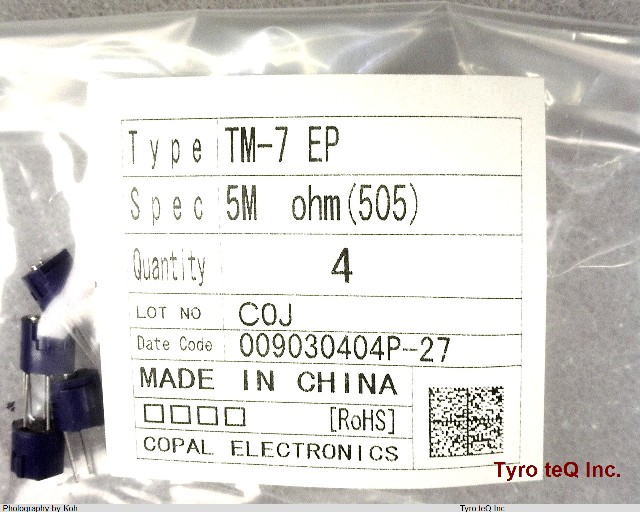 Type TM-7 EP
Spec 5M ohm(505)
Quantity 4
LOT NO COJ
Date Code 009030404P-27
MADE IN CHINA
□□□□ [RoHS]
COPAL ELECTRONICS
Tyro teQ Inc.
Photography by Koh Tyro teQ Inc